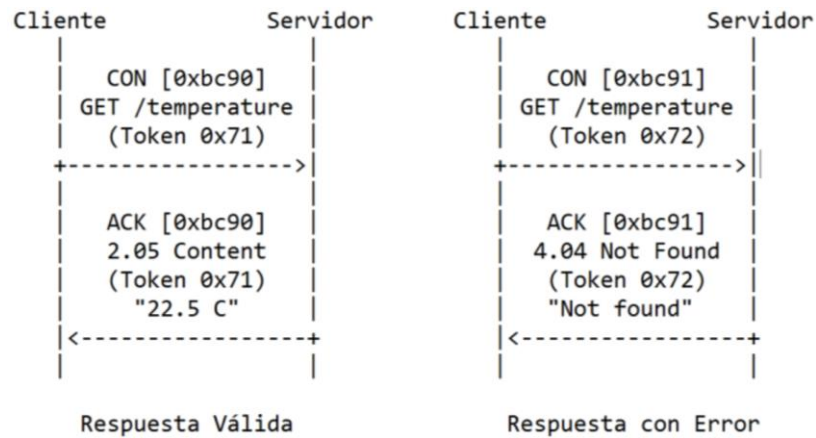 Cliente Servidor
CON [0xbc90]
GET /temperature
(Token 0x71)
ACK [0xbc90]
2.05 Content
(Token 0x71)
"22.5 C"
Respuesta Válida
Cliente Servidor
CON [0xbc91]
GET /temperature
(Token 0x72)
ACK [0xbc91]
4.04 Not Found
(Token 0x72)
"Not found"
Respuesta con Error